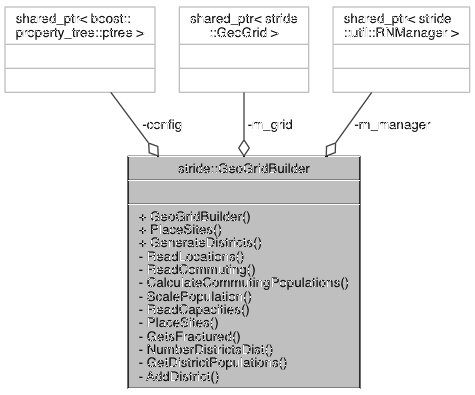 shared_ptr< boost::
property_tree::ptree >
shared_ptr< stride
::GeoGrid >
shared_ptr< stride
::util::RNManager >
-config
-m_grid
-m_manager
stride::GeoGridBuilder
+ GeoGridBuilder()
+ PlaceSites()
+ GenerateDistricts()
- ReadLocations()
- ReadCommuting()
- CalculateCommutingPopulations()
- ScalePopulation()
- ReadCapacities()
- PlaceSites()
- GetsFractured()
- NumberDistrictsDist()
- GetDistrictPopulations()
- AddDistrict()